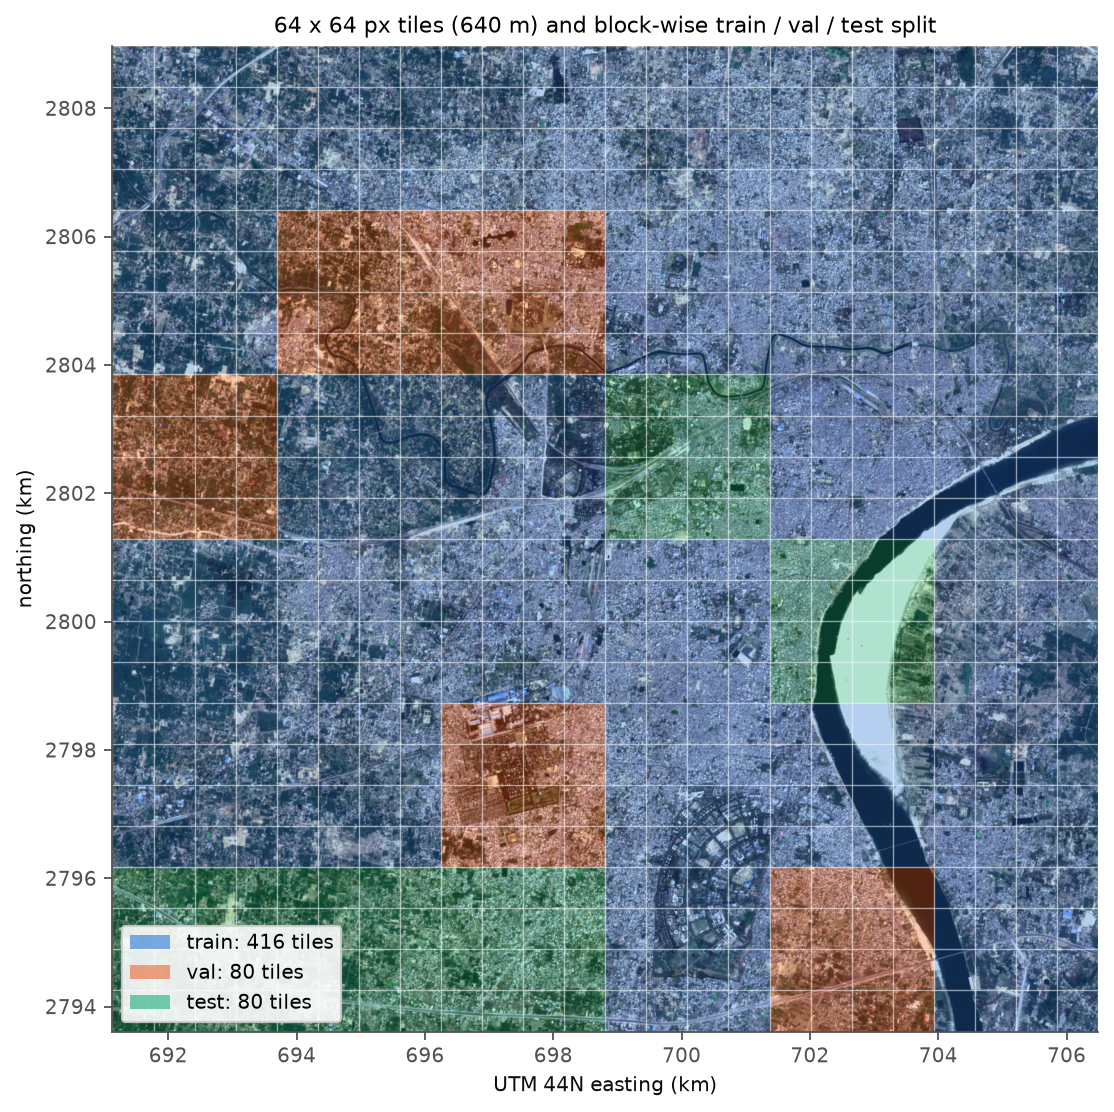 64 x 64 px tiles (640 m) and block-wise train / val / test split
northing (km)
2808
2806
2804
2802
2800
2798
2796
2794
train: 416 tiles
val: 80 tiles
test: 80 tiles
692 694 696 698 700 702 704 706
UTM 44N easting (km)